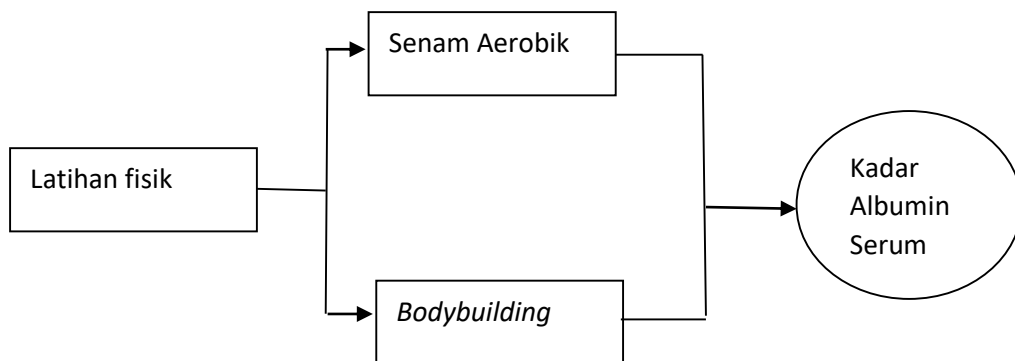 Senam Aerobik
Latihan fisik
Kadar
Albumin
Serum
Bodybuilding